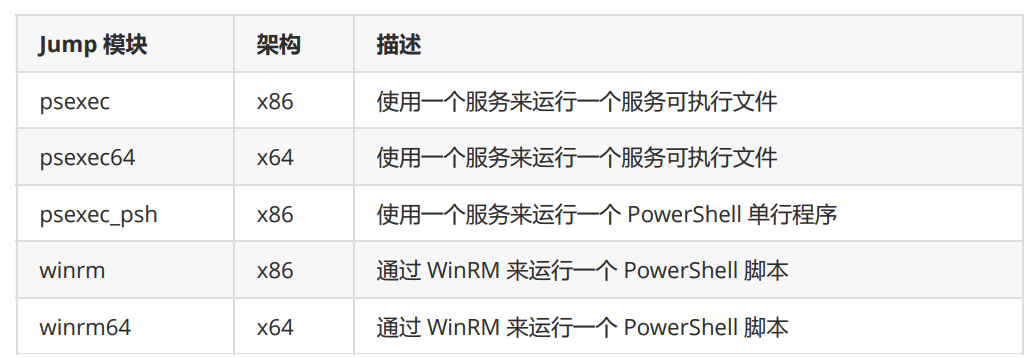 Jump 模块 架构 描述
psexec x86 使用一个服务来运行一个服务可执行文件
psexec64 x64 使用一个服务来运行一个服务可执行文件
psexec_psh x86 使用一个服务来运行一个 PowerShell 单行程序
winrm x86 通过 WinRM 来运行一个 PowerShell 脚本
winrm64 x64 通过 WinRM 来运行一个 PowerShell 脚本